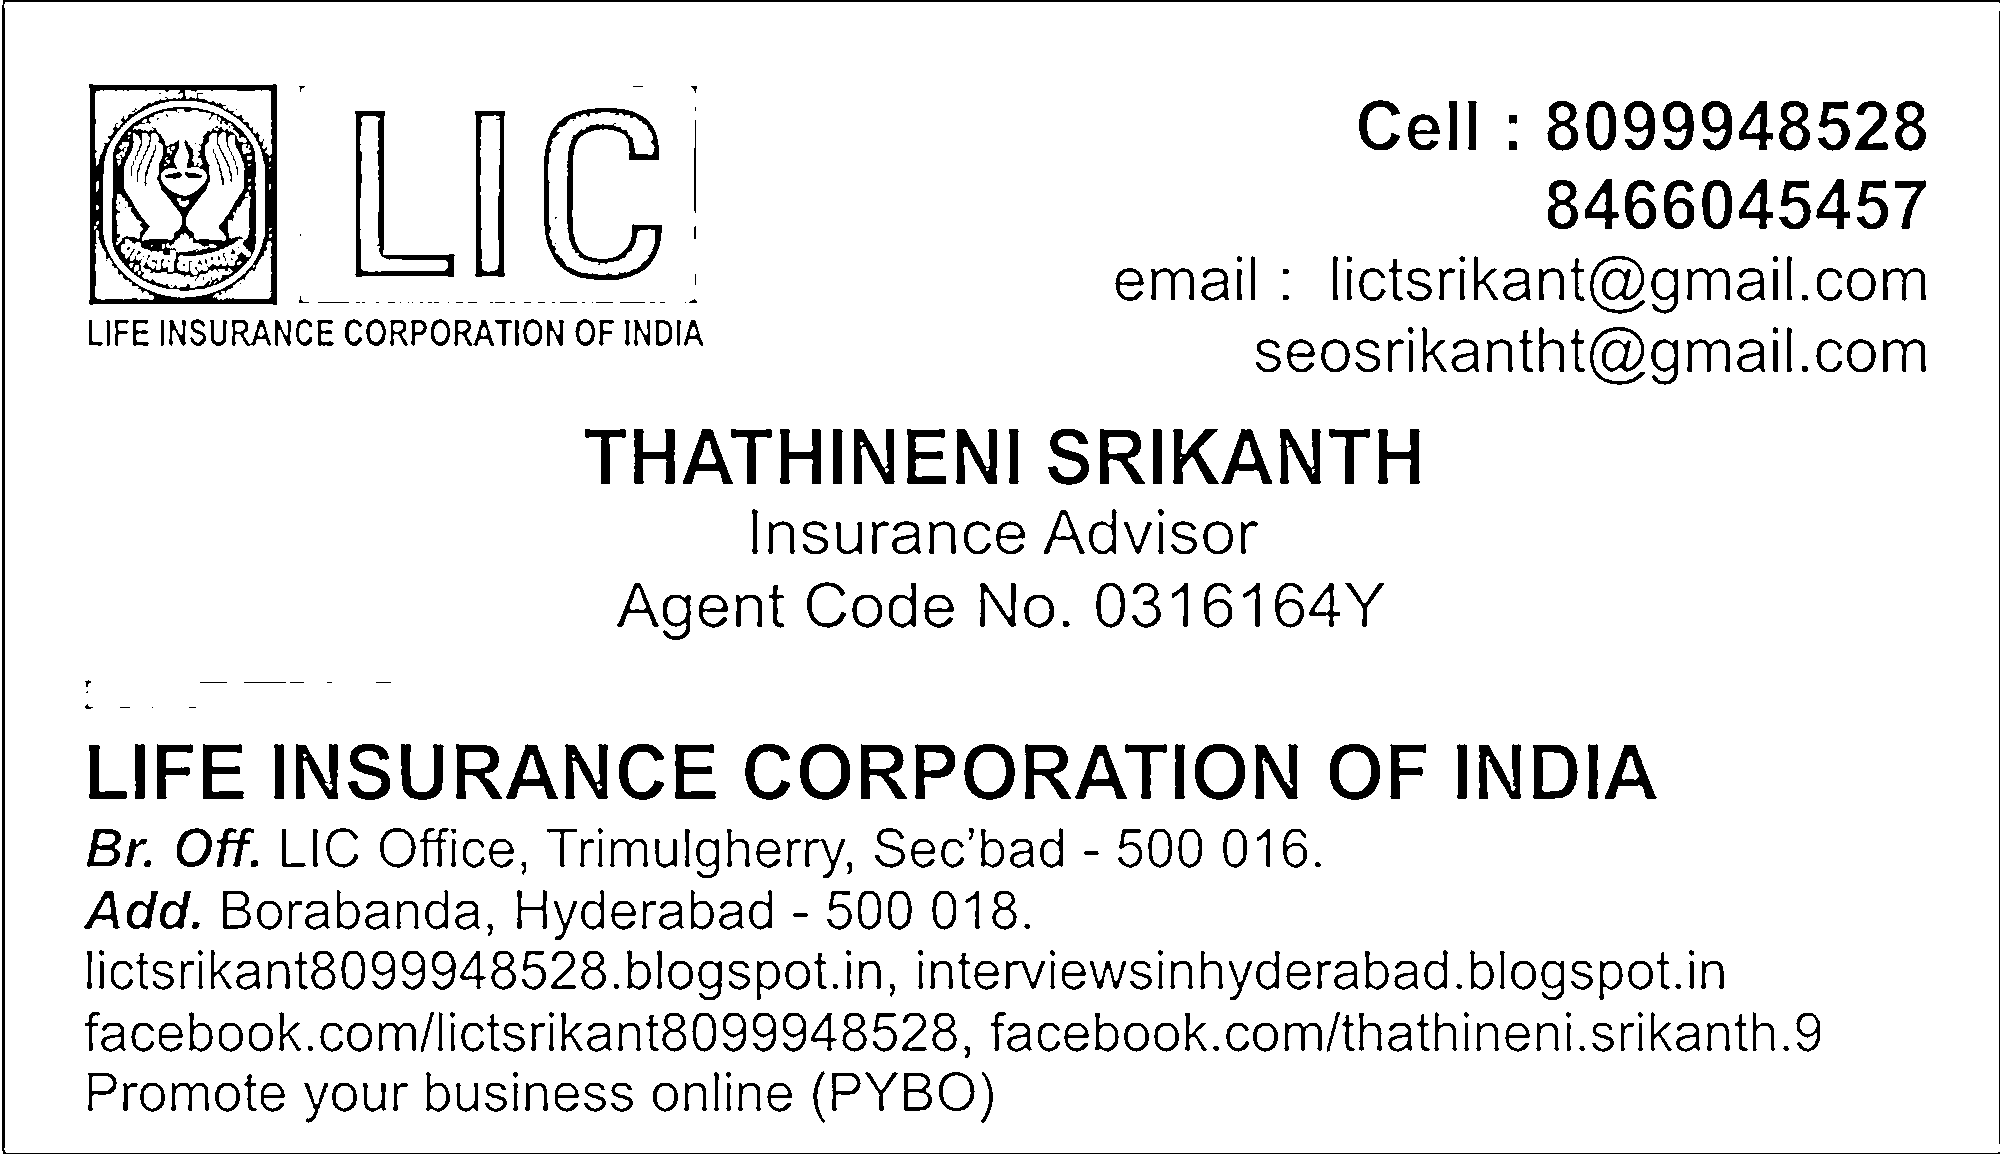 LIC
LIFE INSURANCE CORPORATION OF INDIA
Cell : 8099948528
8466045457
email : lictsrikant@gmail.com
seosrikantht@gmail.com
THATHINENI SRIKANTH
Insurance Advisor
Agent Code No. 0316164Y
LIFE INSURANCE CORPORATION OF INDIA
Br. Off. LIC Office, Trimulgherry, Sec'bad - 500 016.
Add. Borabanda, Hyderabad - 500 018.
lictsrikant8099948528.blogspot.in, interviewsinhyderabad.blogspot.in
facebook.com/lictsrikant8099948528, facebook.com/thathineni.srikanth.9
Promote your business online (PYBO)